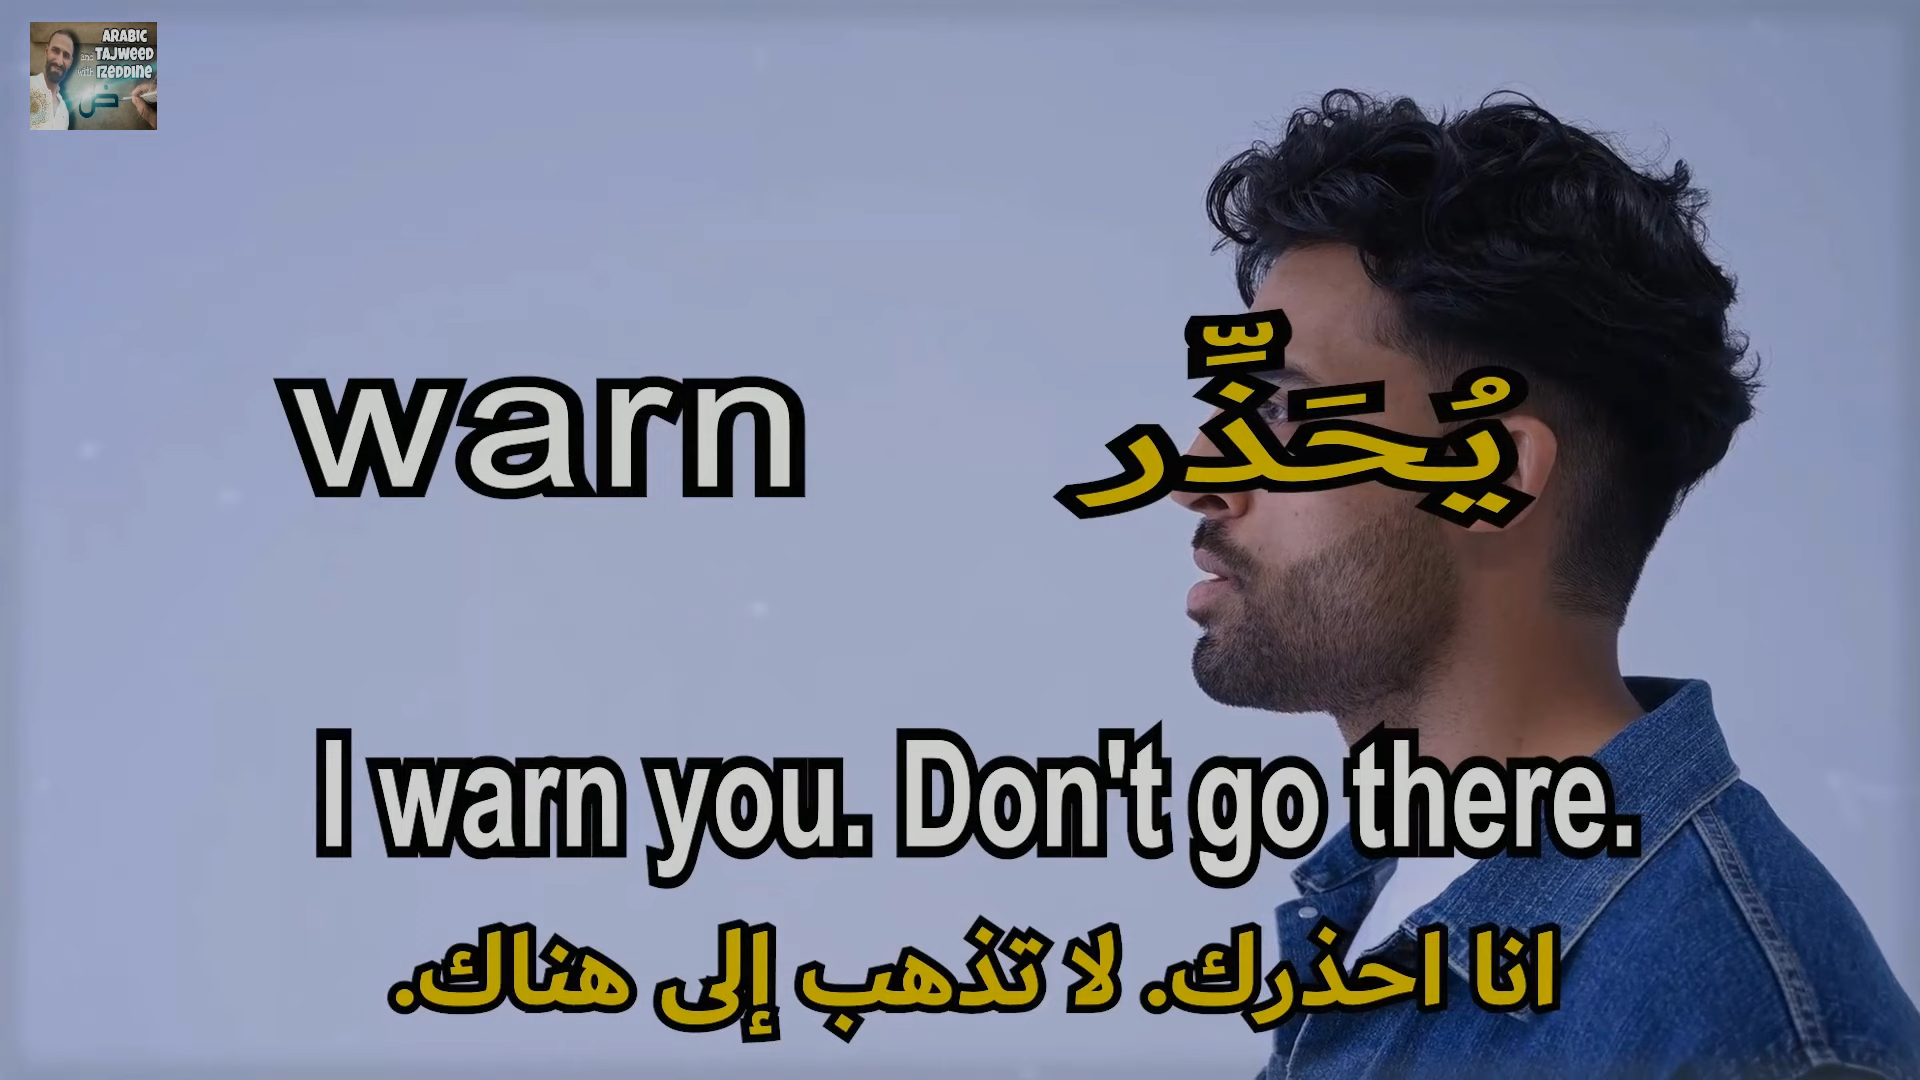 ARABIC
and TAJWEED
with IZEDDINE
ض
warn
يُحَذِّر
I warn you. Don't go there.
انا احذرك. لا تذهب إلى هناك.